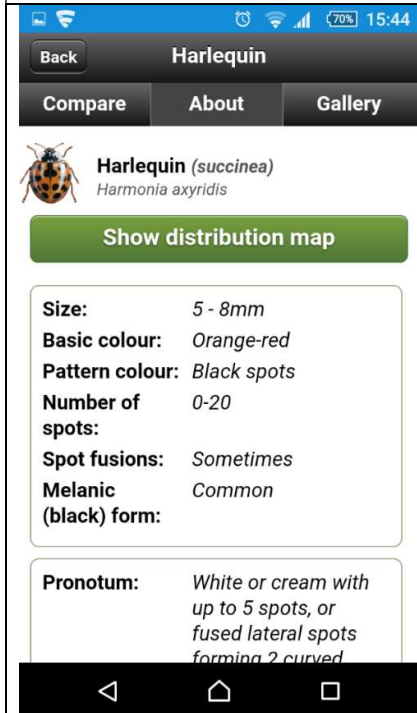 70% 15:44
Back Harlequin
Compare About Gallery
Harlequin (succinea)
Harmonia axyridis
Show distribution map
Size: 5 - 8mm
Basic colour: Orange-red
Pattern colour: Black spots
Number of spots: 0-20
Spot fusions: Sometimes
Melanic (black) form: Common
Pronotum: White or cream with
up to 5 spots, or
fused lateral spots
forming 2 curved